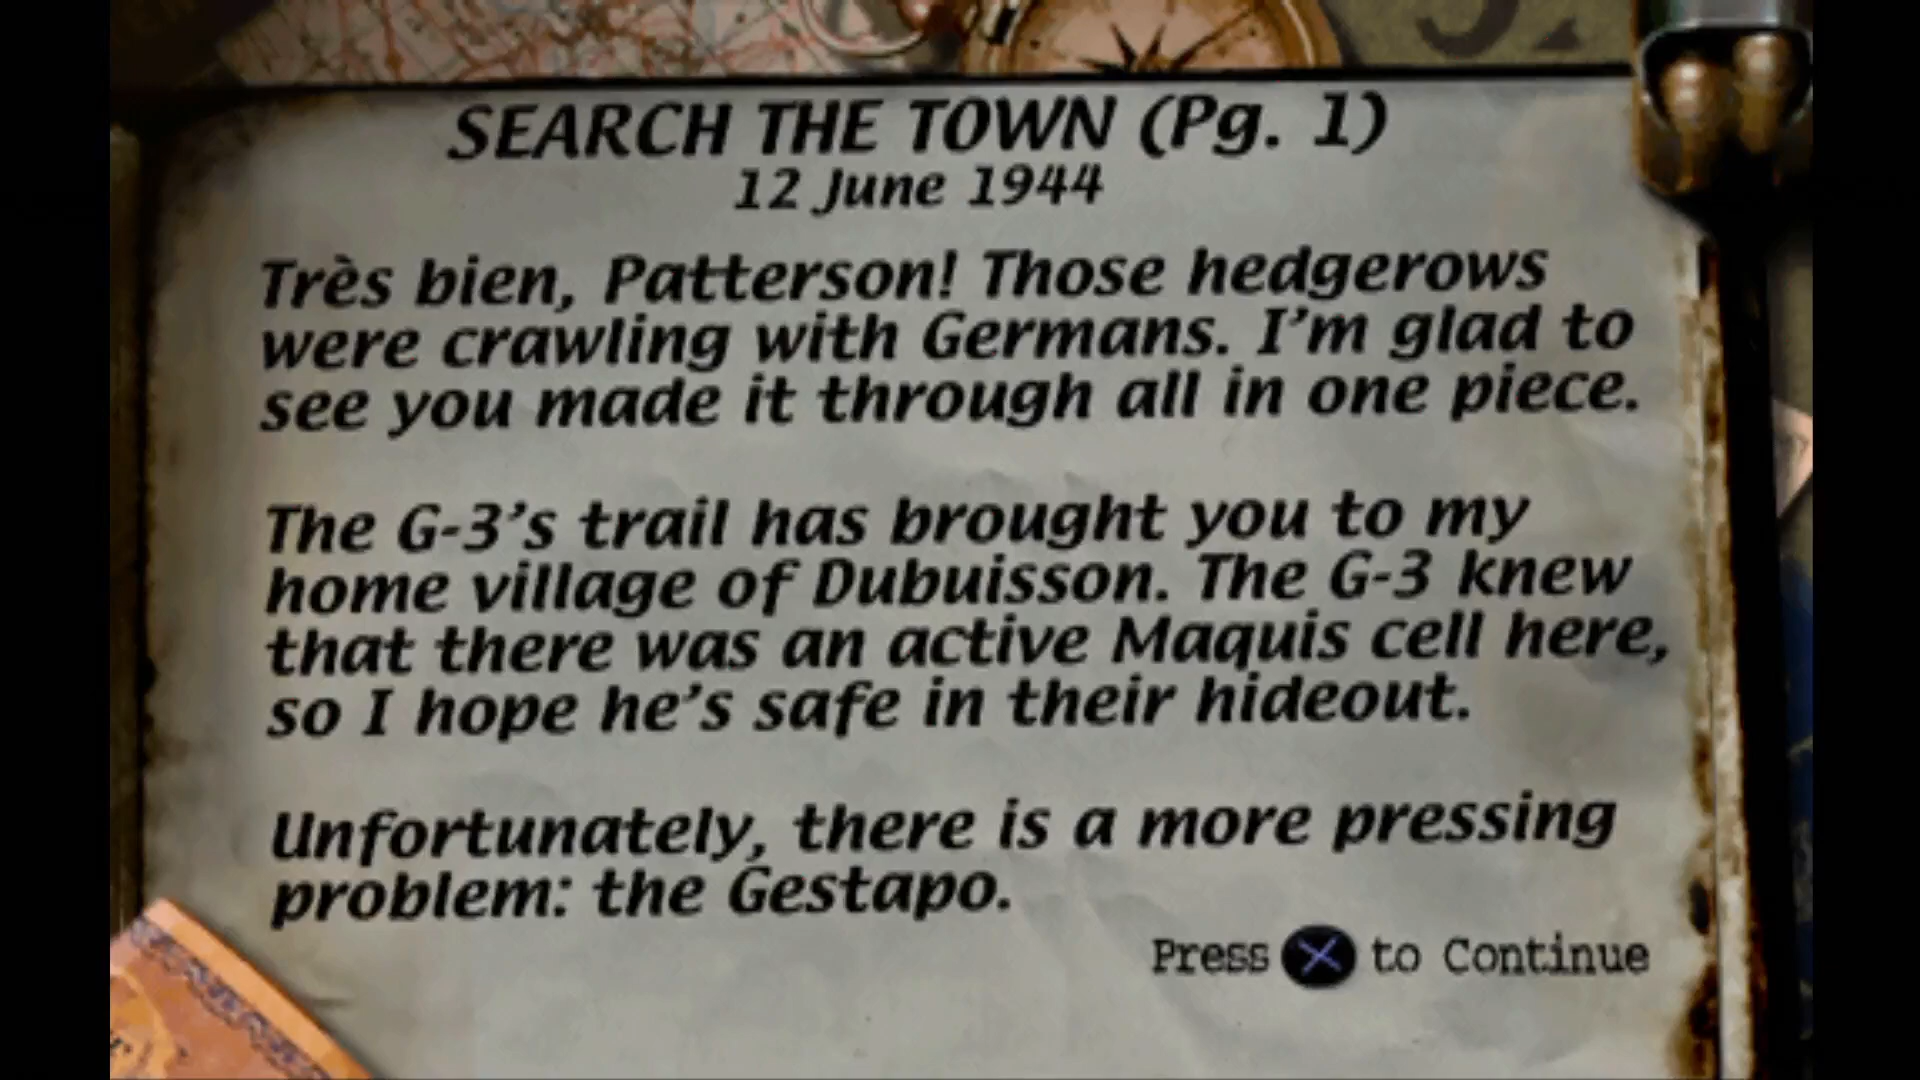 SEARCH THE TOWN (Pg. 1)
12 June 1944
Très bien, Patterson! Those hedgerows
were crawling with Germans. I'm glad to
see you made it through all in one piece.
The G-3's trail has brought you to my
home village of Dubuisson. The G-3 knew
that there was an active Maquis cell here,
so I hope he's safe in their hideout.
Unfortunately, there is a more pressing
problem: the Gestapo.
Press X to Continue